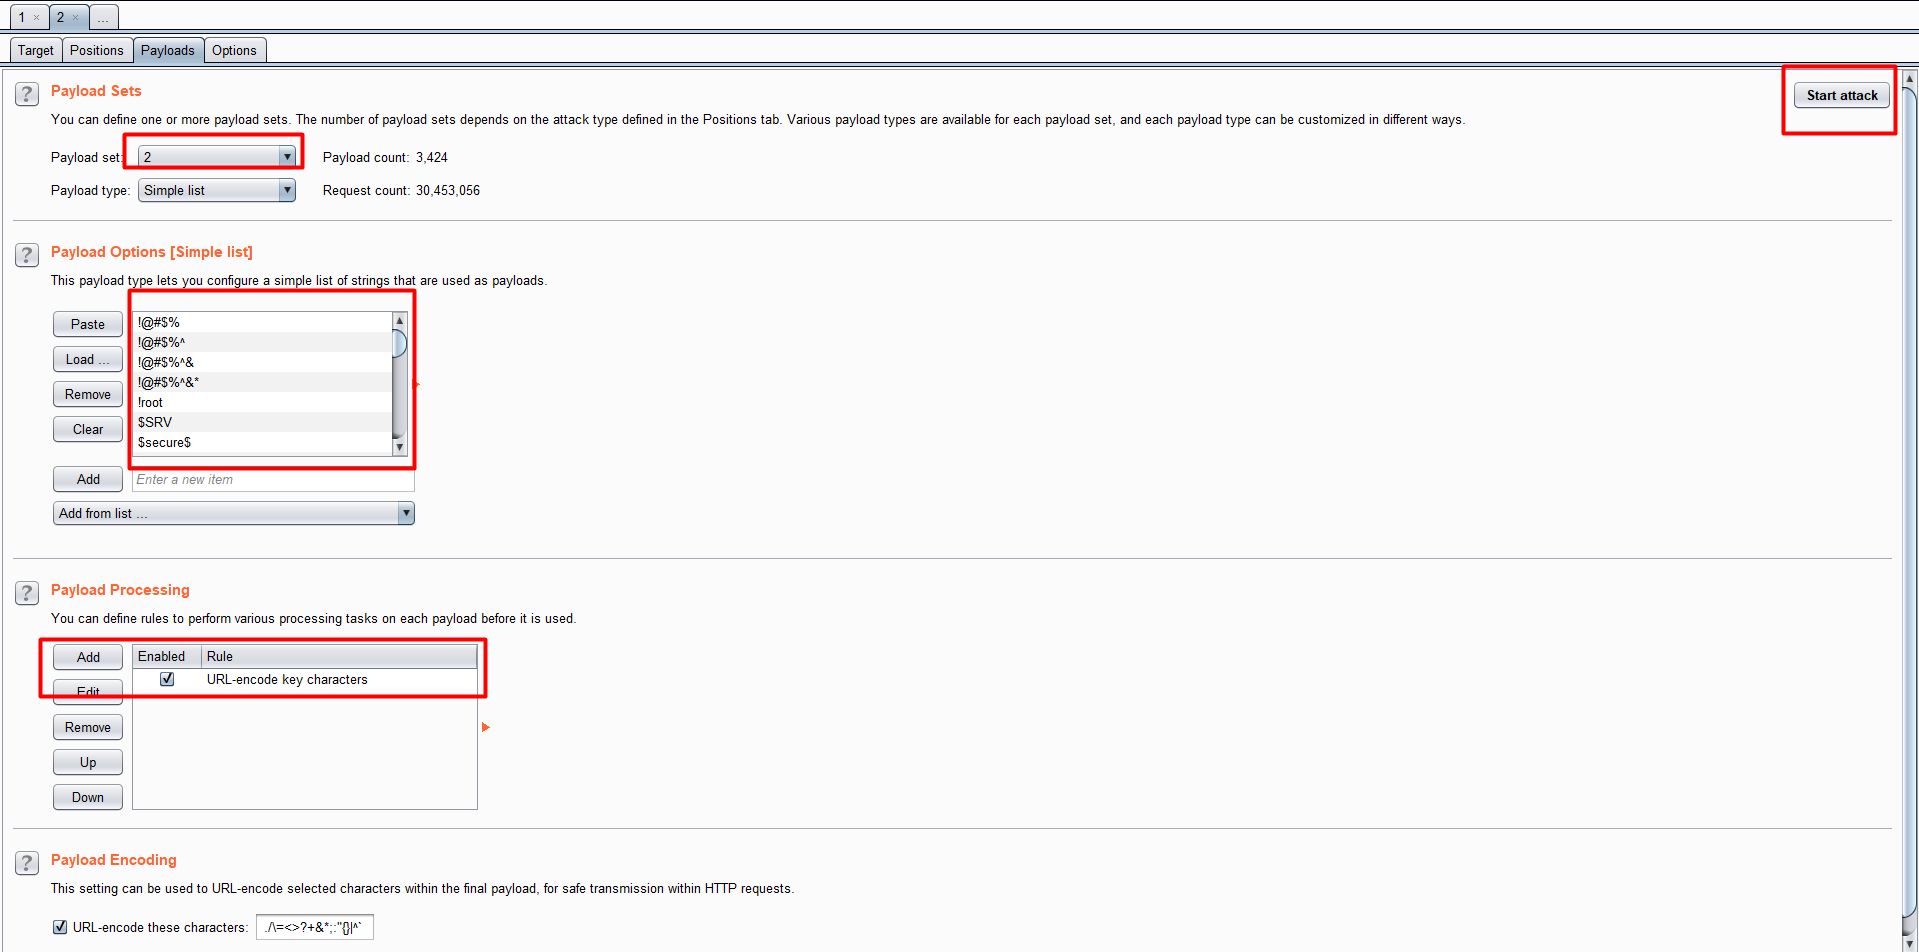 1 × 2 × ...
Target Positions Payloads Options
? Payload Sets
Start attack
You can define one or more payload sets. The number of payload sets depends on the attack type defined in the Positions tab. Various payload types are available for each payload set, and each payload type can be customized in different ways.
Payload set: 2 Payload count: 3,424
Payload type: Simple list Request count: 30,453,056
? Payload Options [Simple list]
This payload type lets you configure a simple list of strings that are used as payloads.
Paste
Load ...
Remove
Clear
!@#$%
!@#$%^
!@#$%^&
!@#$%^&*
!root
$SRV
$secure$
Add Enter a new item
Add from list ...
? Payload Processing
You can define rules to perform various processing tasks on each payload before it is used.
Add
Edit
Remove
Up
Down
Enabled Rule
URL-encode key characters
? Payload Encoding
This setting can be used to URL-encode selected characters within the final payload, for safe transmission within HTTP requests.
URL-encode these characters: ./\=<>?+&*;:"{}|^`